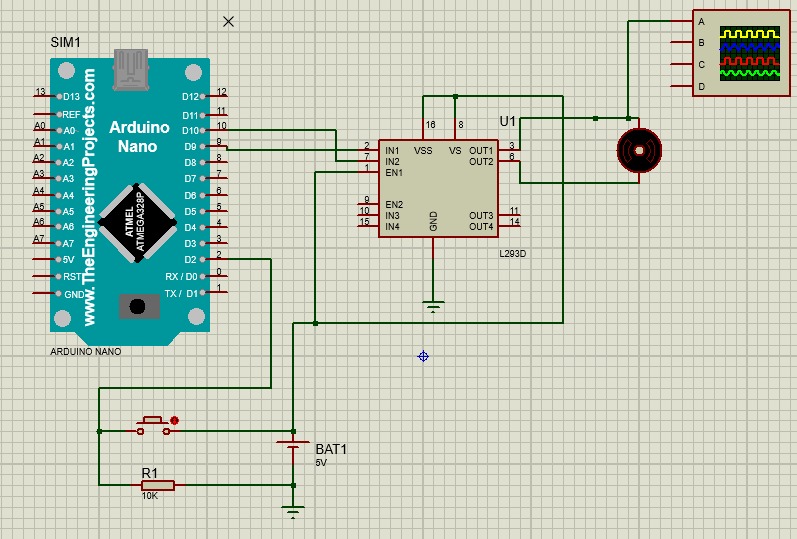 SIM1
www.TheEngineeringProjects.com
Arduino
Nano
ATMEL
ATMEGA328P
13 D13
REF
A0 A0
A1 A1
A2 A2
A3 A3
A4 A4
A5 A5
A6 A6
A7 A7
5V
RST
GND
D12 12
D11 11
D10 10
D9 9
D8 8
D7 7
D6 6
D5 5
D4 4
D3 3
D2 2
RX / D0 0
TX / D1 1
ARDUINO NANO
U1
16 8
VSS VS
2 IN1
7 IN2
1 EN1
9 EN2
10 IN3
15 IN4
OUT1 3
OUT2 6
OUT3 11
OUT4 14
GND
L293D
A
B
C
D
BAT1
5V
R1
10K